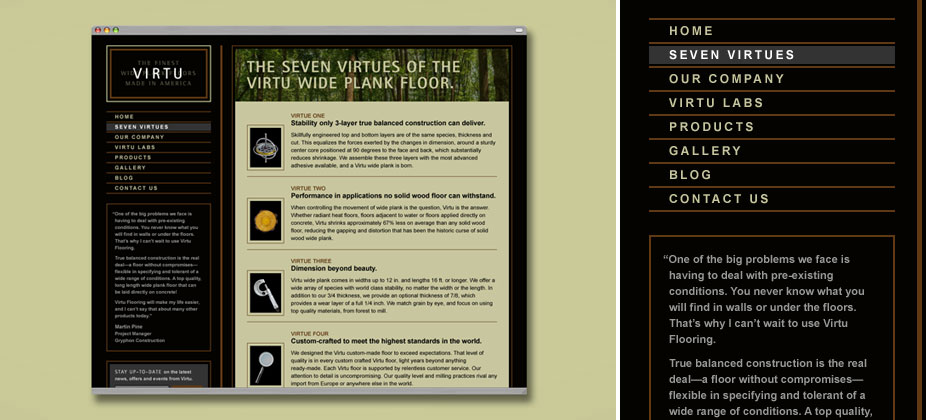 THE FINEST
WIDE
VIRTU
MADE IN AMERICA
HOME
SEVEN VIRTUES
OUR COMPANY
VIRTU LABS
PRODUCTS
GALLERY
BLOG
CONTACT US
“One of the big problems we face is
having to deal with pre-existing
conditions. You never know what you
will find in walls or under the floors.
That's why I can't wait to use Virtu
Flooring.
True balanced construction is the real
deal—a floor without compromises—
flexible in specifying and tolerant of a
wide range of conditions. A top quality,
long length wide plank floor that can
be laid directly on concrete!
Virtu Flooring will make my life easier,
and I can't say that about many other
products today.”
Martin Pine
Project Manager
Gryphon Construction
STAY UP-TO-DATE on the latest
news, offers and events from Virtu.
THE SEVEN VIRTUES OF THE
VIRTU WIDE PLANK FLOOR.
VIRTUE ONE
Stability only 3-layer true balanced construction can deliver.
Skillfully engineered top and bottom layers are of the same species, thickness and
cut. This equalizes the forces exerted by the changes in dimension, around a sturdy
center core positioned at 90 degrees to the face and back, which substantially
reduces shrinkage. We assemble these three layers with the most advanced
adhesive available, and a Virtu wide plank is born.
VIRTUE TWO
Performance in applications no solid wood floor can withstand.
When controlling the movement of wide plank is the question, Virtu is the answer.
Whether radiant heat floors, floors adjacent to water or floors applied directly on
concrete, Virtu shrinks approximately 67% less on average than any solid wood
floor, reducing the gapping and distortion that has been the historic curse of solid
wood wide plank.
VIRTUE THREE
Dimension beyond beauty.
Virtu wide plank comes in widths up to 12 in. and lengths 16 ft. or longer. We offer a
wide array of species with world class stability, no matter the width or the length. In
addition to our 3/4 thickness, we provide an optional thickness of 7/8, which
provides a wear layer of a full 1/4 inch. We match grain by eye, and focus on using
top quality materials, from forest to mill.
VIRTUE FOUR
Custom-crafted to meet the highest standards in the world.
We designed the Virtu custom-made floor to exceed expectations. That level of
quality is in every custom crafted Virtu floor, light years beyond anything
ready-made. Each Virtu floor is supported by relentless customer service. Our
attention to detail is uncompromising. Our quality level and milling practices rival any
import from Europe or anywhere else in the world.
HOME
SEVEN VIRTUES
OUR COMPANY
VIRTU LABS
PRODUCTS
GALLERY
BLOG
CONTACT US
“One of the big problems we face is
having to deal with pre-existing
conditions. You never know what you
will find in walls or under the floors.
That's why I can't wait to use Virtu
Flooring.
True balanced construction is the real
deal—a floor without compromises—
flexible in specifying and tolerant of a
wide range of conditions. A top quality,